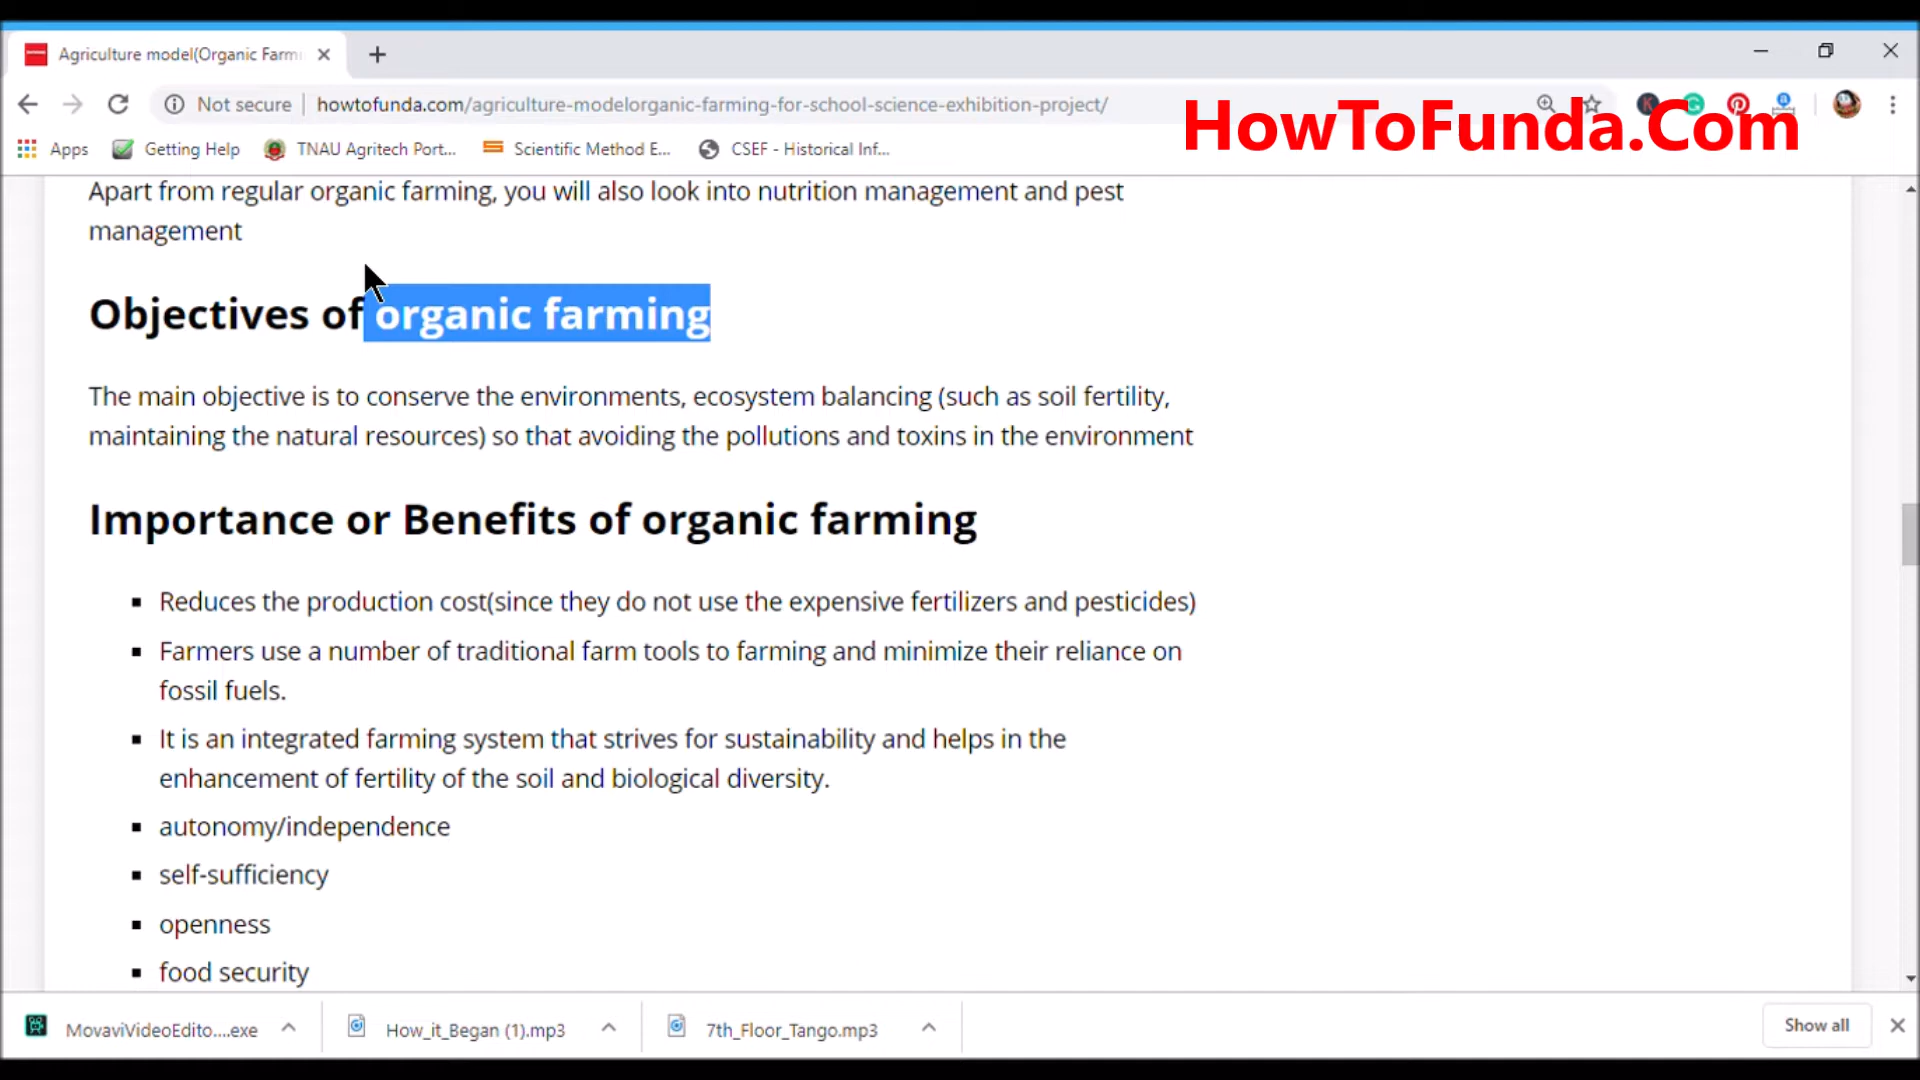 Agriculture model(Organic Farm
Not secure
howtofunda.com/agriculture-modelorganic-farming-for-school-science-exhibition-project/
HowToFunda.Com
Apps
Getting Help
TNAU Agritech Port...
Scientific Method E...
CSEF - Historical Inf...
Apart from regular organic farming, you will also look into nutrition management and pest
management
Objectives of organic farming
The main objective is to conserve the environments, ecosystem balancing (such as soil fertility,
maintaining the natural resources) so that avoiding the pollutions and toxins in the environment
Importance or Benefits of organic farming
Reduces the production cost(since they do not use the expensive fertilizers and pesticides)
Farmers use a number of traditional farm tools to farming and minimize their reliance on
fossil fuels.
It is an integrated farming system that strives for sustainability and helps in the
enhancement of fertility of the soil and biological diversity.
autonomy/independence
self-sufficiency
openness
food security
MovaviVideoEdito....exe
How_it_Began (1).mp3
7th_Floor_Tango.mp3
Show all